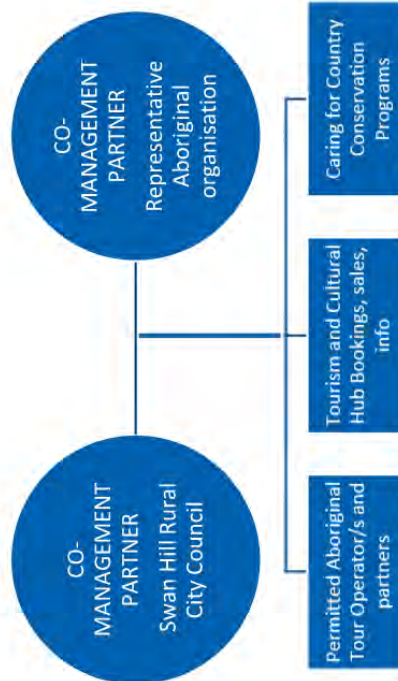 CO-
MANAGEMENT
PARTNER
Swan Hill Rural
City Council
CO-
MANAGEMENT
PARTNER
Representative
Aboriginal
organisation
Permitted Aboriginal
Tour Operator/s and
partners
Tourism and Cultural
Hub Bookings, sales,
info
Caring for Country
Conservation
Programs